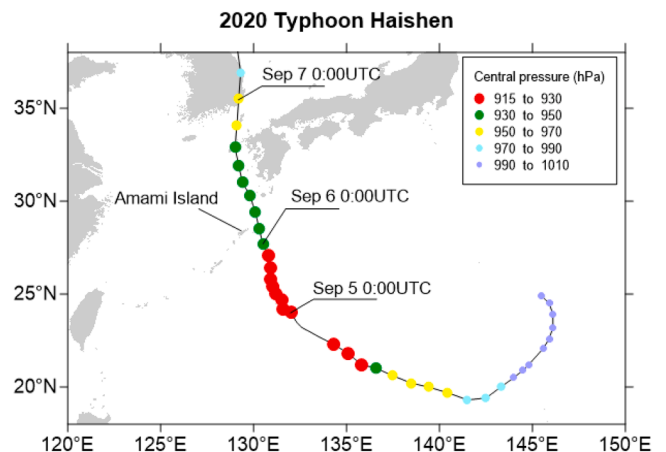 2020 Typhoon Haishen
Sep 7 0:00UTC
Central pressure (hPa)
915 to 930
930 to 950
950 to 970
970 to 990
990 to 1010
35°N
Amami Island
Sep 6 0:00UTC
30°N
Sep 5 0:00UTC
25°N
20°N
120°E 125°E 130°E 135°E 140°E 145°E 150°E